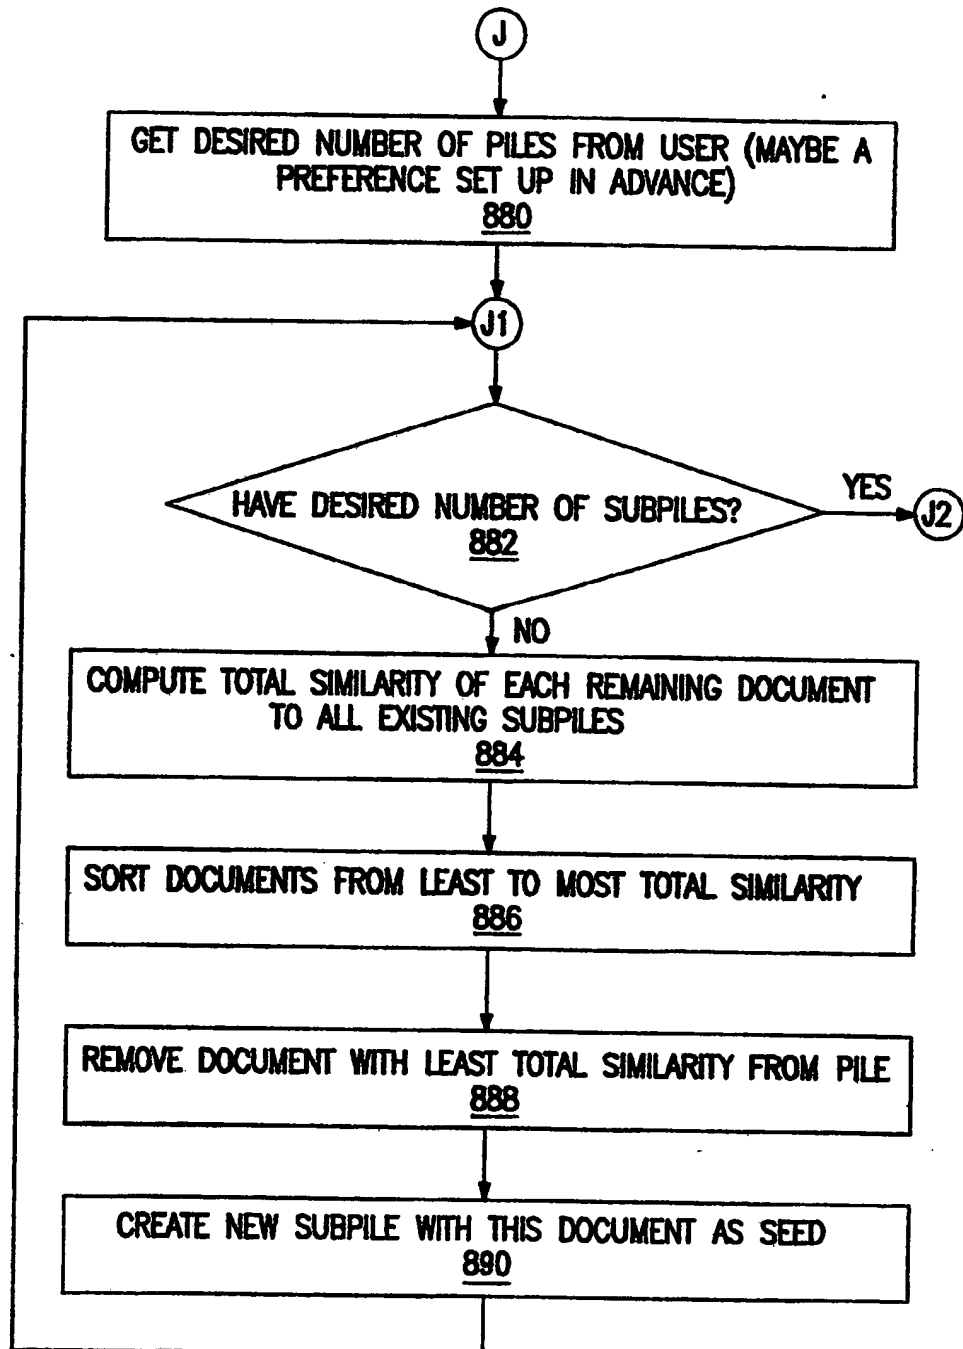 J
GET DESIRED NUMBER OF PILES FROM USER (MAYBE A
PREFERENCE SET UP IN ADVANCE)
880
J1
HAVE DESIRED NUMBER OF SUBPILES?
882
YES
J2
NO
COMPUTE TOTAL SIMILARITY OF EACH REMAINING DOCUMENT
TO ALL EXISTING SUBPILES
884
SORT DOCUMENTS FROM LEAST TO MOST TOTAL SIMILARITY
886
REMOVE DOCUMENT WITH LEAST TOTAL SIMILARITY FROM PILE
888
CREATE NEW SUBPILE WITH THIS DOCUMENT AS SEED
890